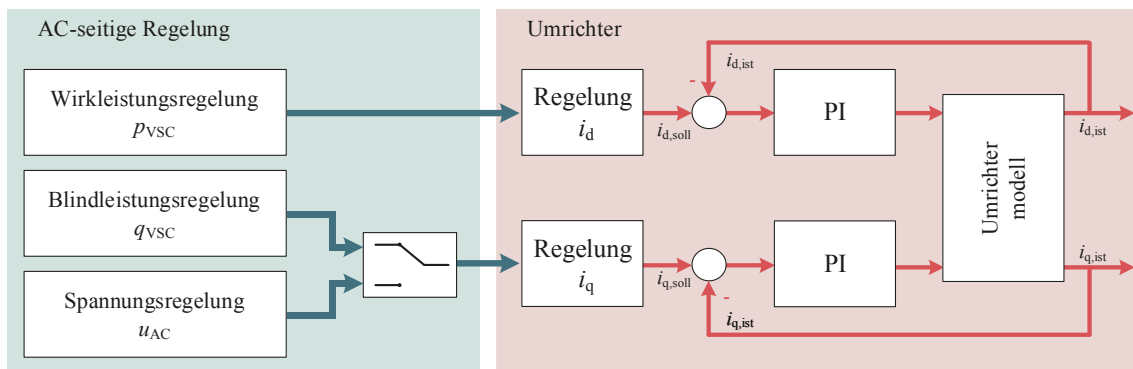 AC-seitige Regelung
Wirkleistungsregelung
pVSC
Blindleistungsregelung
qVSC
Spannungsregelung
uAC
Umrichter
Regelung
id
id,soll
-
id,ist
PI
id,ist
Umrichter
modell
Regelung
iq
iq,soll
-
iq,ist
PI
iq,ist